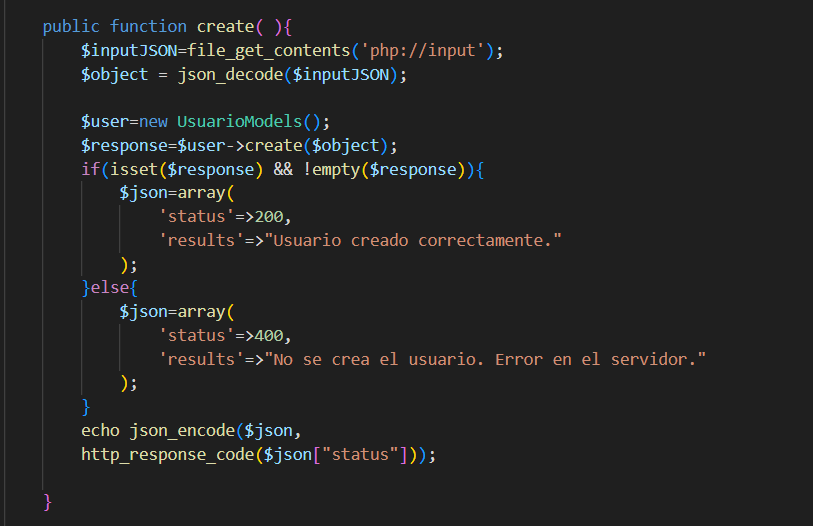 public function create( ){
$inputJSON=file_get_contents('php://input');
$object = json_decode($inputJSON);
$user=new UsuarioModels();
$response=$user->create($object);
if(isset($response) && !empty($response)){
$json=array(
'status'=>200,
'results'=>"Usuario creado correctamente."
);
}else{
$json=array(
'status'=>400,
'results'=>"No se crea el usuario. Error en el servidor."
);
}
echo json_encode($json,
http_response_code($json["status"]));
}